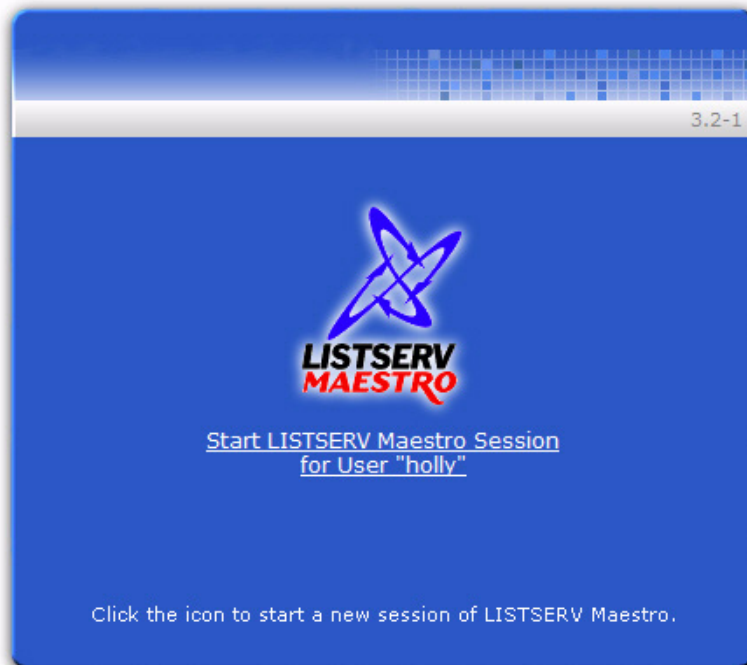 3.2-1
LISTSERV
MAESTRO
Start LISTSERV Maestro Session
for User "holly"
Click the icon to start a new session of LISTSERV Maestro.